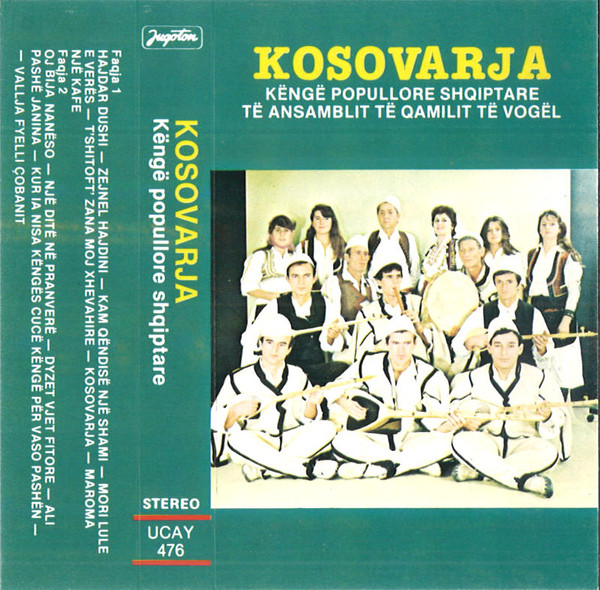 Jugoton
KOSOVARJA
KËNGË POPULLORE SHQIPTARE
TË ANSAMBLIT TË QAMILIT TË VOGËL
KOSOVARJA
Këngë popullore shqiptare
STEREO
UCAY
476
Faqja 1
HAJDAR DUSHI — ZEJNEL HAJDINI — KAM QËNDISË NJË SHAMI — MORI LULE
E VERËS — T'SHITOFT' ZANA MOJ XHEVAHIRE — KOSOVARJA — MAROMA
NJË KAFE
Faqja 2
OJ BIJA NANËSO — NJË DITË NË PRANVERË — DYZET VJET FITORE — ALI
PASHË JANINA — KUR IA NISA KËNGËS CUCË KËNGË PËR VASO PASHËN —
— VALLJA FYELLI ÇOBANIT